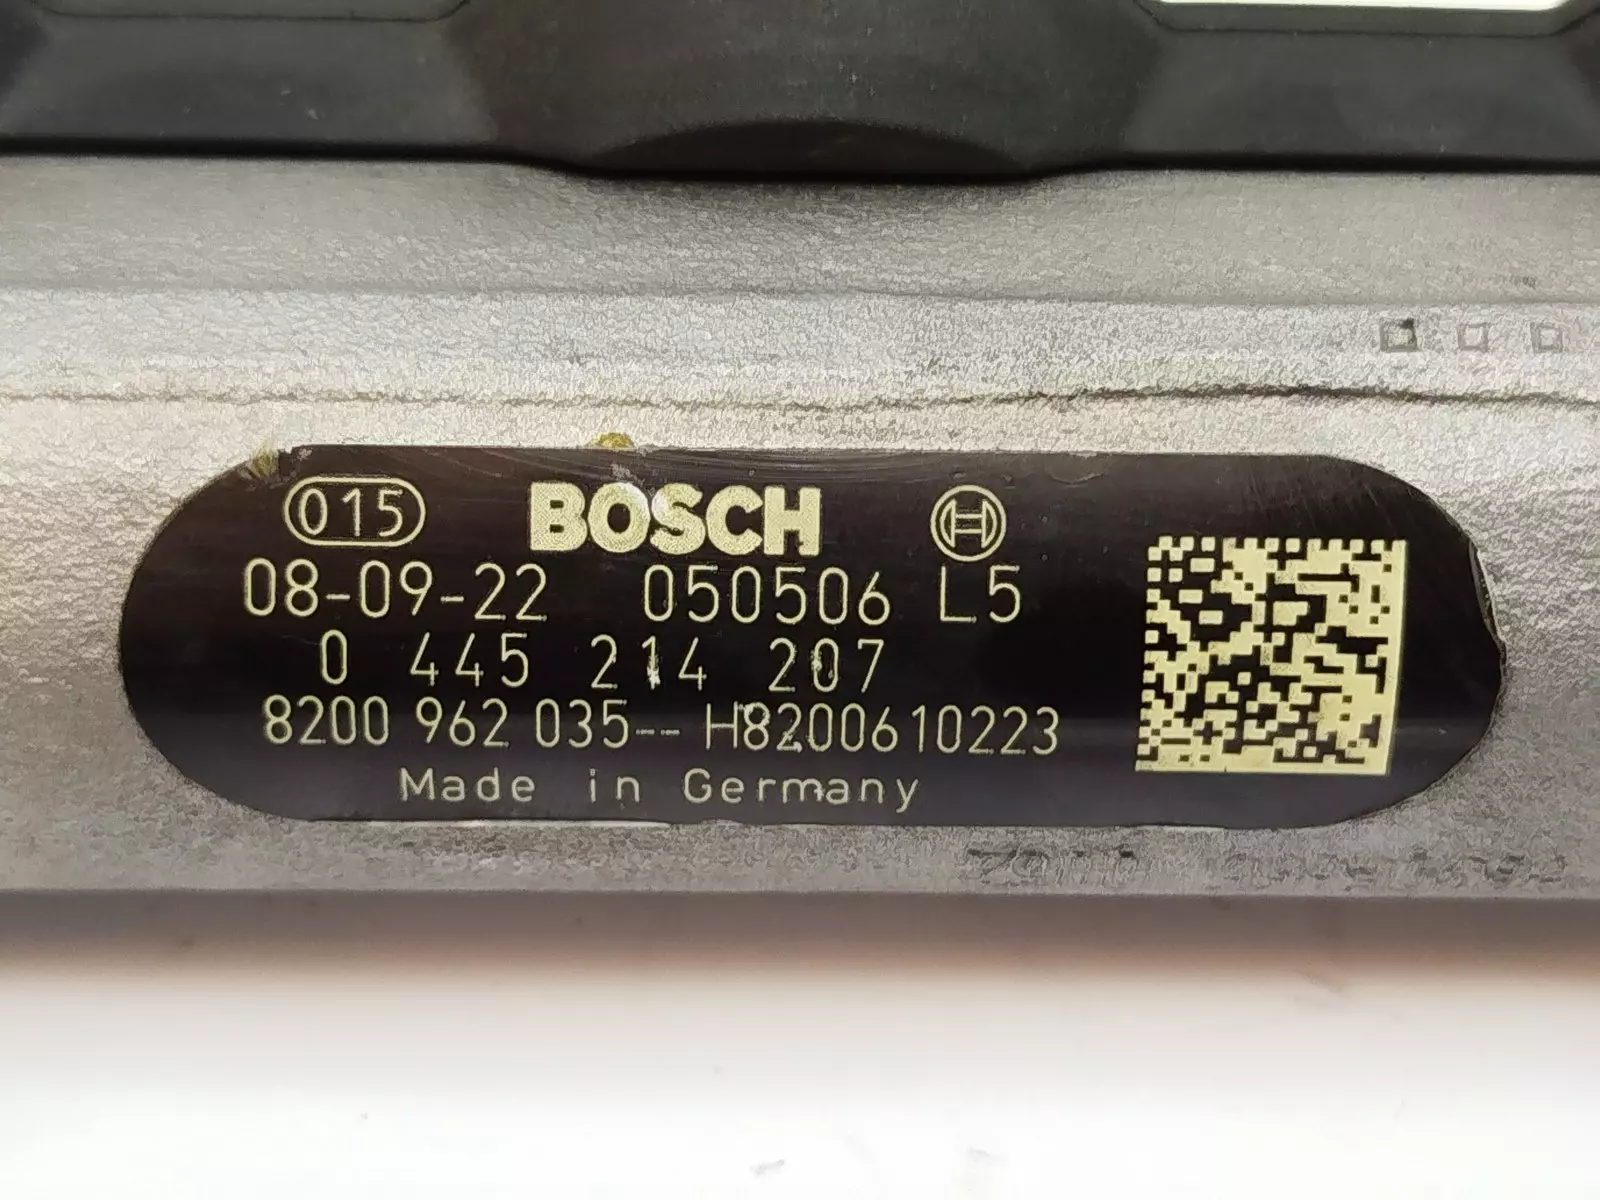 015 BOSCH H
08-09-22 050506 L5
0 445 214 207
8200 962 035-- H8200610223
Made in Germany